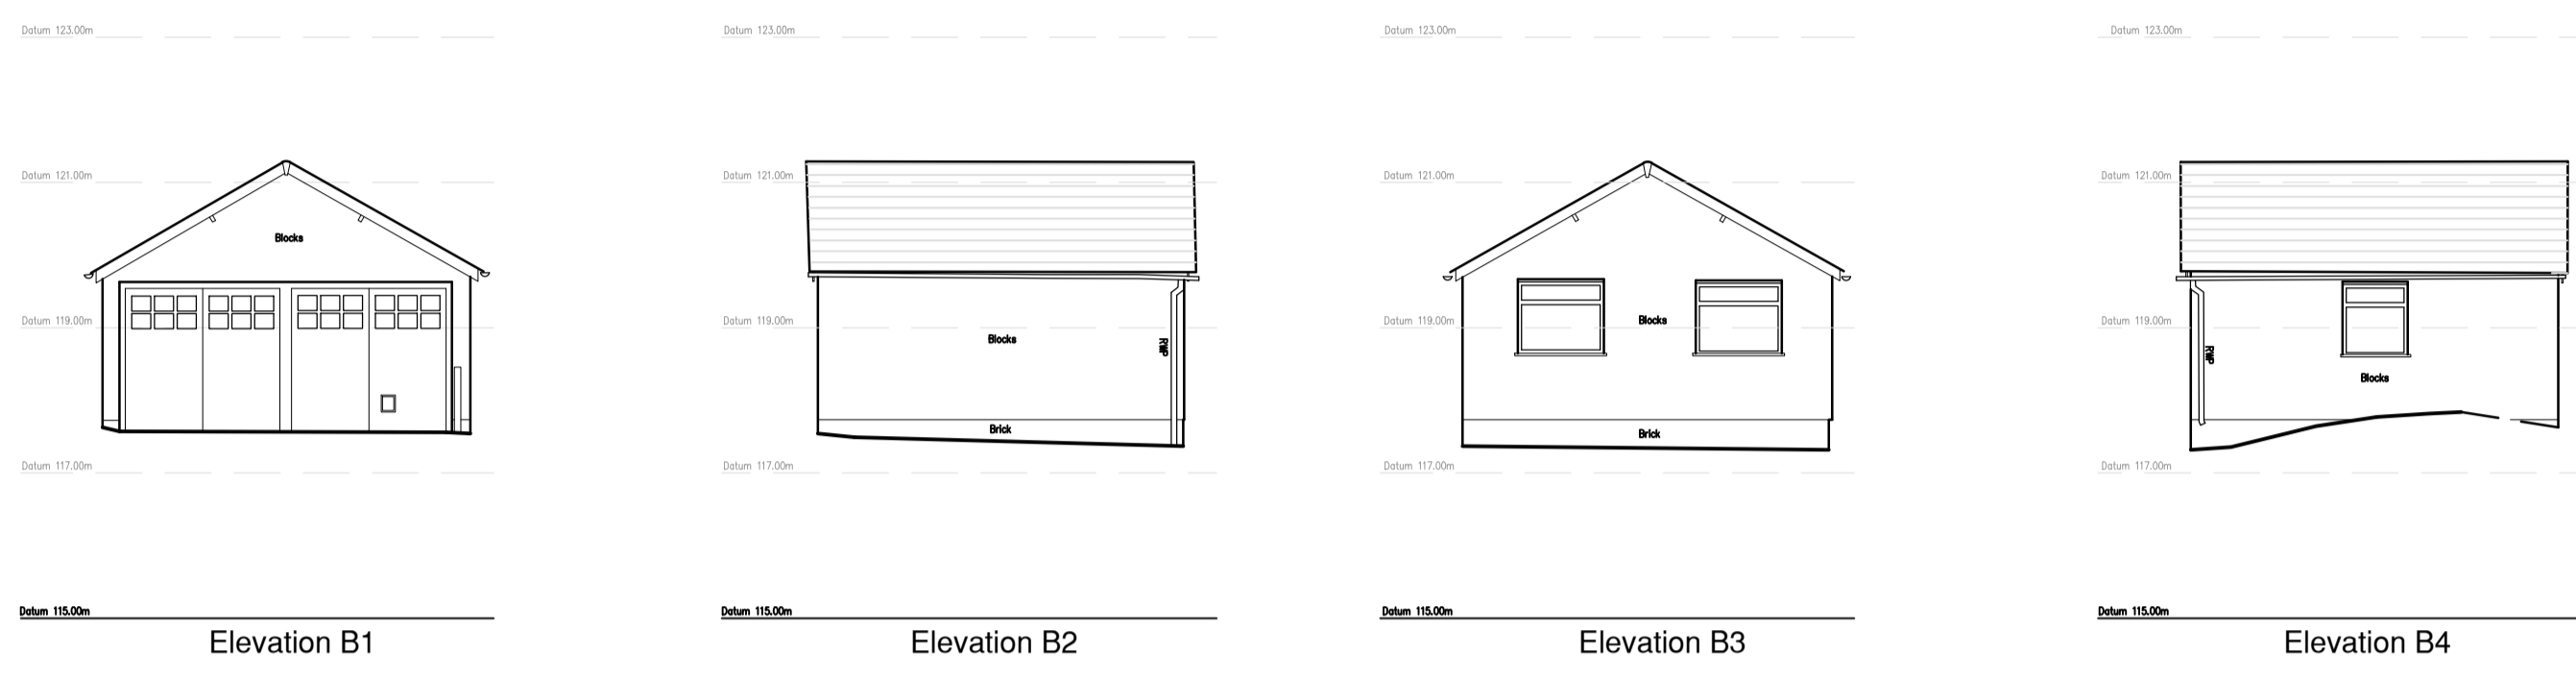 Datum 123.00m
Datum 121.00m
Blocks
Datum 119.00m
Datum 117.00m
Datum 115.00m
Elevation B1
Datum 123.00m
Datum 121.00m
Datum 119.00m
Blocks
RWP
Brick
Datum 117.00m
Datum 115.00m
Elevation B2
Datum 123.00m
Datum 121.00m
Datum 119.00m
Blocks
Brick
Datum 117.00m
Datum 115.00m
Elevation B3
Datum 123.00m
Datum 121.00m
Datum 119.00m
RWP
Blocks
Datum 117.00m
Datum 115.00m
Elevation B4